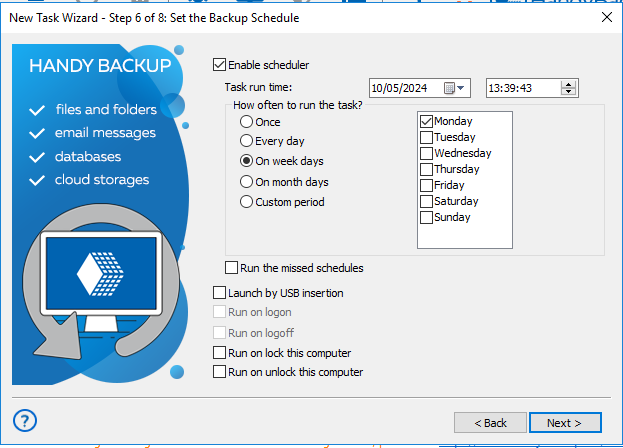 New Task Wizard - Step 6 of 8: Set the Backup Schedule
HANDY BACKUP
files and folders
email messages
databases
cloud storages
Enable scheduler
Task run time: 10/05/2024 13:39:43
How often to run the task?
Once
Every day
On week days
On month days
Custom period
Monday
Tuesday
Wednesday
Thursday
Friday
Saturday
Sunday
Run the missed schedules
Launch by USB insertion
Run on logon
Run on logoff
Run on lock this computer
Run on unlock this computer
?
< Back Next >